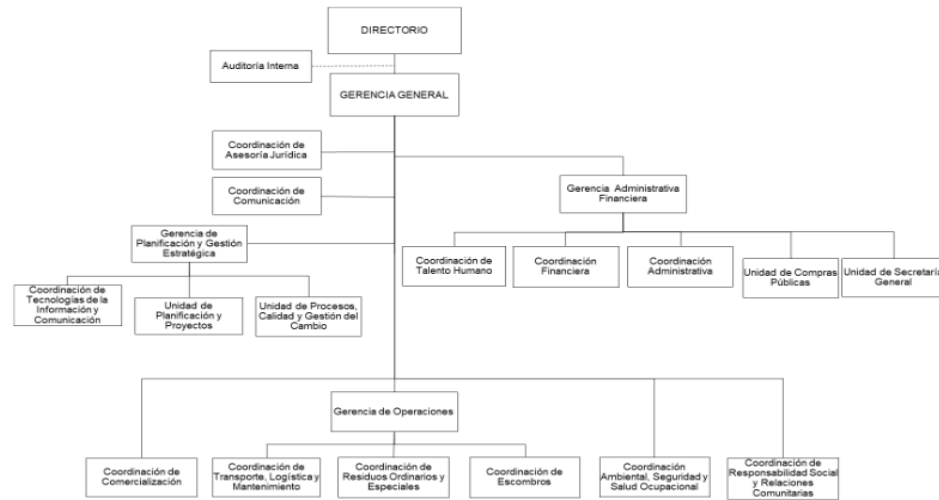 DIRECTORIO
Auditoría Interna
GERENCIA GENERAL
Coordinación de
Asesoría Jurídica
Coordinación de
Comunicación
Gerencia Administrativa
Financiera
Gerencia de
Planificación y Gestión
Estratégica
Coordinación de
Talento Humano
Coordinación
Financiera
Coordinación
Administrativa
Unidad de Compras
Públicas
Unidad de Secretaría
General
Coordinación de
Tecnologías de la
Información y
Comunicación
Unidad de
Planificación y
Proyectos
Unidad de Procesos,
Calidad y Gestión del
Cambio
Gerencia de Operaciones
Coordinación de
Comercialización
Coordinación de
Transporte, Logística y
Mantenimiento
Coordinación de
Residuos Ordinarios y
Especiales
Coordinación de
Escombros
Coordinación
Ambiental, Seguridad y
Salud Ocupacional
Coordinación de
Responsabilidad Social
y Relaciones
Comunitarias